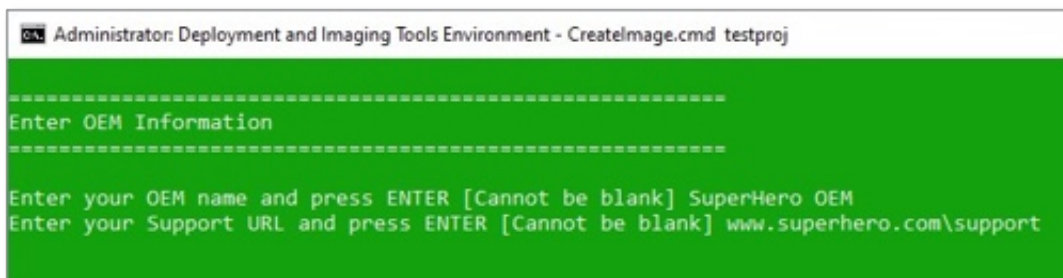 Administrator: Deployment and Imaging Tools Environment - CreateImage.cmd testproj
=========================================================
Enter OEM Information
=========================================================
Enter your OEM name and press ENTER [Cannot be blank] SuperHero OEM
Enter your Support URL and press ENTER [Cannot be blank] www.superhero.com\support